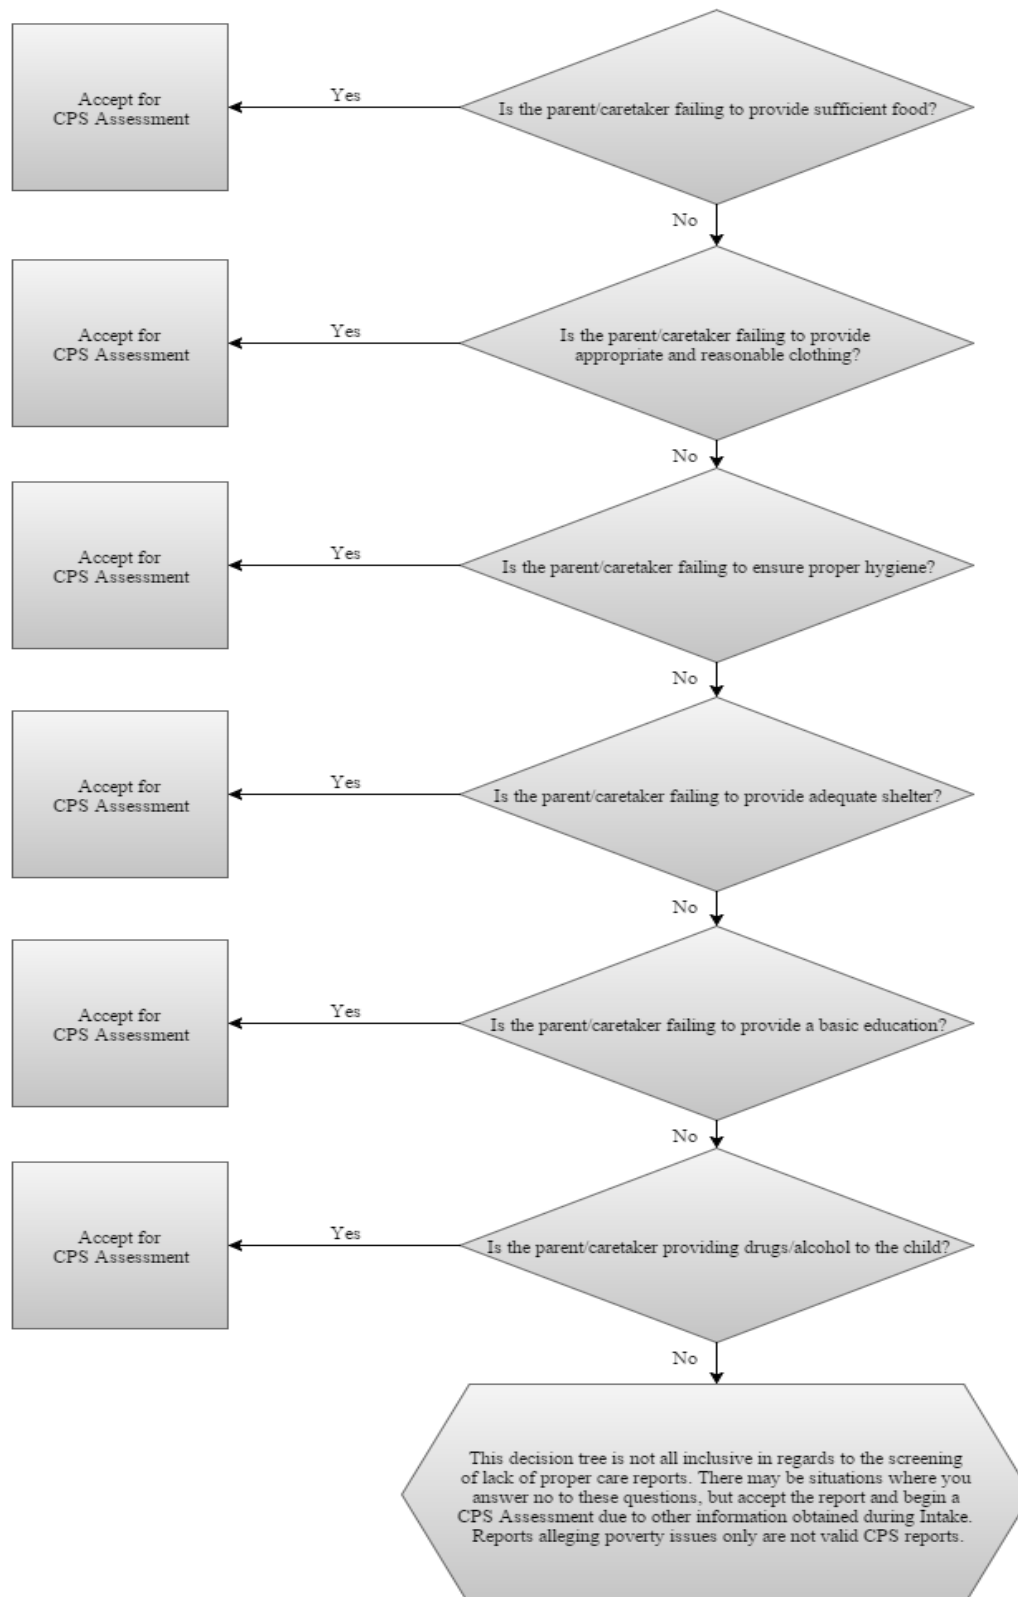 Accept for
CPS Assessment
Yes
Is the parent/caretaker failing to provide sufficient food?
No
Accept for
CPS Assessment
Yes
Is the parent/caretaker failing to provide
appropriate and reasonable clothing?
No
Accept for
CPS Assessment
Yes
Is the parent/caretaker failing to ensure proper hygiene?
No
Accept for
CPS Assessment
Yes
Is the parent/caretaker failing to provide adequate shelter?
No
Accept for
CPS Assessment
Yes
Is the parent/caretaker failing to provide a basic education?
No
Accept for
CPS Assessment
Yes
Is the parent/caretaker providing drugs/alcohol to the child?
No
This decision tree is not all inclusive in regards to the screening
of lack of proper care reports. There may be situations where you
answer no to these questions, but accept the report and begin a
CPS Assessment due to other information obtained during Intake.
Reports alleging poverty issues only are not valid CPS reports.